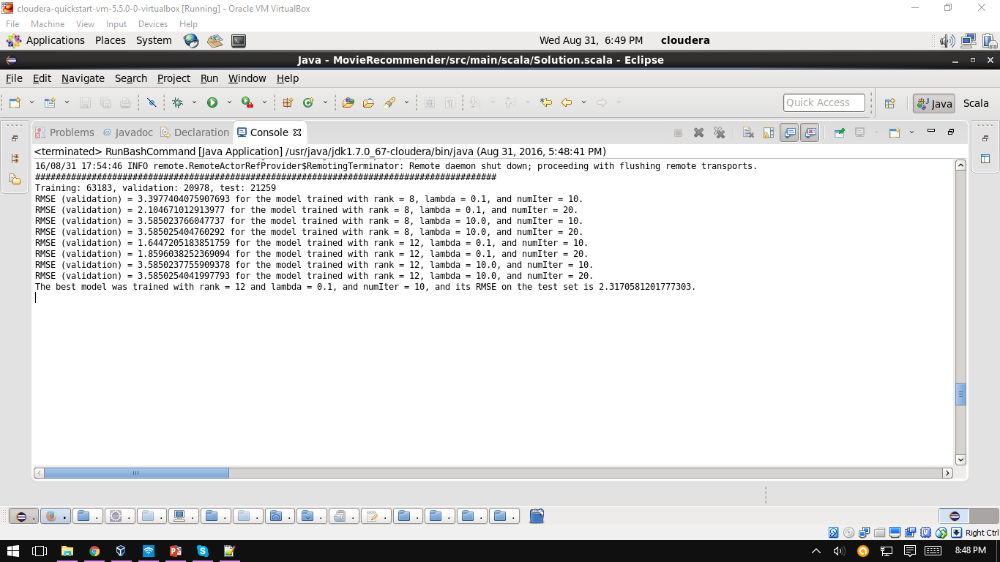 cloudera-quickstart-vm-5.5.0-0-virtualbox [Running] - Oracle VM VirtualBox
File Machine View Input Devices Help
Applications Places System Wed Aug 31, 6:49 PM cloudera
Java - MovieRecommender/src/main/scala/Solution.scala - Eclipse
File Edit Navigate Search Project Run Window Help
Quick Access Java Scala
Problems @ Javadoc Declaration Console
<terminated> RunBashCommand [Java Application] /usr/java/jdk1.7.0_67-cloudera/bin/java (Aug 31, 2016, 5:48:41 PM)
16/08/31 17:54:46 INFO remote.RemoteActorRefProvider$RemotingTerminator: Remote daemon shut down; proceeding with flushing remote transports.
##########################################################################################
Training: 63183, validation: 20978, test: 21259
RMSE (validation) = 3.3977404075907693 for the model trained with rank = 8, lambda = 0.1, and numIter = 10.
RMSE (validation) = 2.104671012913977 for the model trained with rank = 8, lambda = 0.1, and numIter = 20.
RMSE (validation) = 3.585023766047737 for the model trained with rank = 8, lambda = 10.0, and numIter = 10.
RMSE (validation) = 3.585025404760292 for the model trained with rank = 8, lambda = 10.0, and numIter = 20.
RMSE (validation) = 1.6447205183851759 for the model trained with rank = 12, lambda = 0.1, and numIter = 10.
RMSE (validation) = 1.8596038252369094 for the model trained with rank = 12, lambda = 0.1, and numIter = 20.
RMSE (validation) = 3.5850237755909378 for the model trained with rank = 12, lambda = 10.0, and numIter = 10.
RMSE (validation) = 3.5850254041997793 for the model trained with rank = 12, lambda = 10.0, and numIter = 20.
The best model was trained with rank = 12 and lambda = 0.1, and numIter = 10, and its RMSE on the test set is 2.3170581201777303.
Right Ctrl
8:48 PM